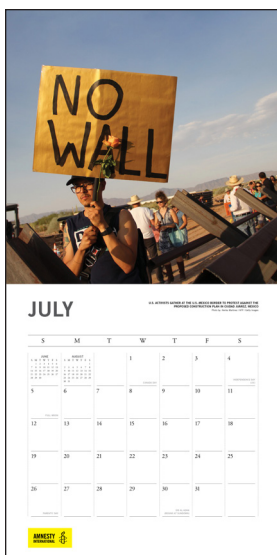 NO
WALL
JULY
U.S. ACTIVISTS GATHER AT THE U.S.-MEXICO BORDER TO PROTEST AGAINST THE
PROPOSED CONSTRUCTION PLAN IN CIUDAD JUAREZ, MEXICO
S M T W T F S
JUNE AUGUST
1 2 3 4
5 6 7 8 9 10 11
12 13 14 15 16 17 18
19 20 21 22 23 24 25
26 27 28 29 30 31
AMNESTY
INTERNATIONAL